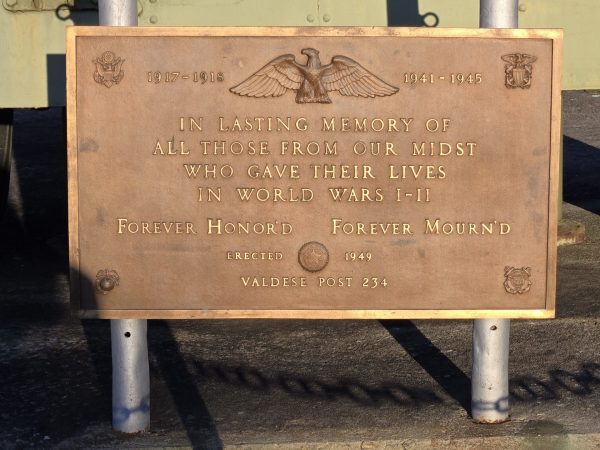 1917-1918 1941-1945
IN LASTING MEMORY OF
ALL THOSE FROM OUR MIDST
WHO GAVE THEIR LIVES
IN WORLD WARS I-II
FOREVER HONOR'D FOREVER MOURN'D
ERECTED 1949
VALDESE POST 234